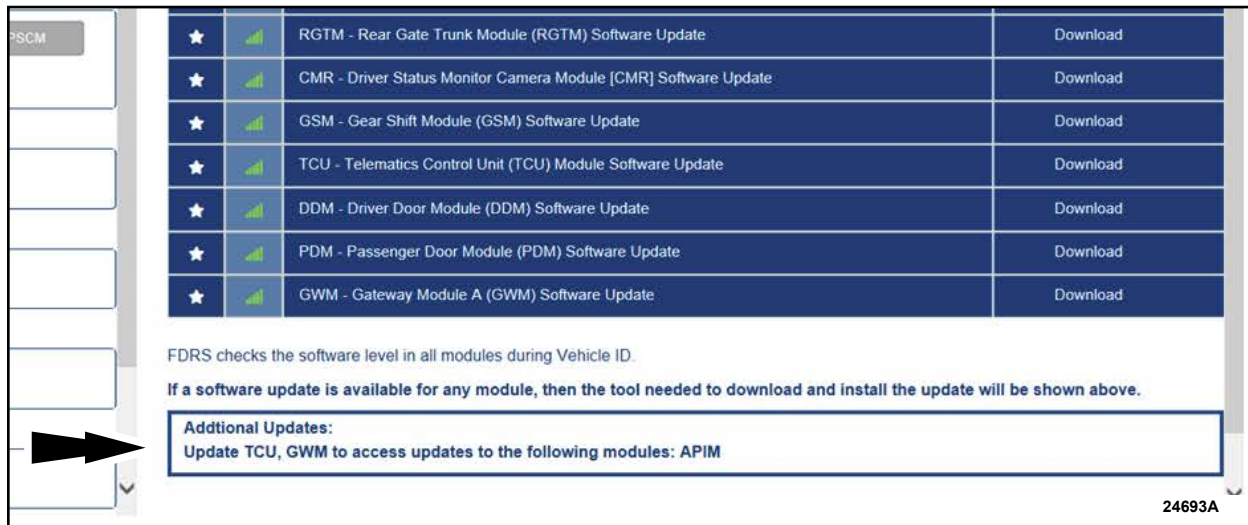 PSCM
RGTM - Rear Gate Trunk Module (RGTM) Software Update Download
CMR - Driver Status Monitor Camera Module [CMR] Software Update Download
GSM - Gear Shift Module (GSM) Software Update Download
TCU - Telematics Control Unit (TCU) Module Software Update Download
DDM - Driver Door Module (DDM) Software Update Download
PDM - Passenger Door Module (PDM) Software Update Download
GWM - Gateway Module A (GWM) Software Update Download
FDRS checks the software level in all modules during Vehicle ID.
If a software update is available for any module, then the tool needed to download and install the update will be shown above.
Addtional Updates:
Update TCU, GWM to access updates to the following modules: APIM
24693A